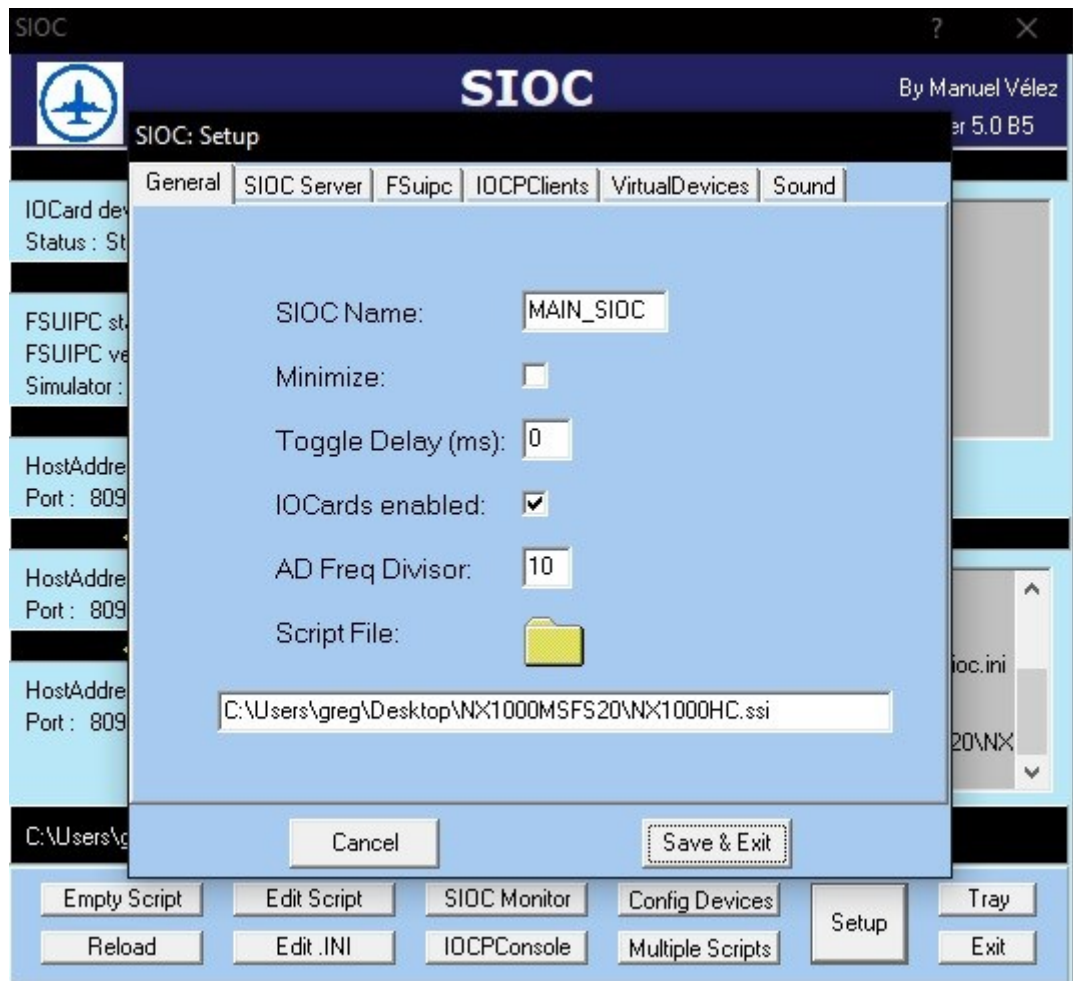 SIOC
?
SIOC
By Manuel Vélez
er 5.0 B5
SIOC: Setup
General
SIOC Server
FSuipc
IOCPClients
VirtualDevices
Sound
IOCard dev
Status : St
FSUIPC
FSUIPC ve
Simulator :
HostAddre
Port : 809
HostAddre
Port : 809
HostAddre
Port : 809
SIOC Name: MAIN_SIOC
Minimize:
Toggle Delay (ms): 0
IOCards enabled:
AD Freq Divisor: 10
Script File:
C:\Users\greg\Desktop\NX1000MSFS20\NX1000HC.ssi
ioc.ini
20\NX
C:\Users\g
Cancel
Save & Exit
Empty Script
Edit Script
SIOC Monitor
Config Devices
Setup
Tray
Reload
Edit .INI
IOCPConsole
Multiple Scripts
Exit